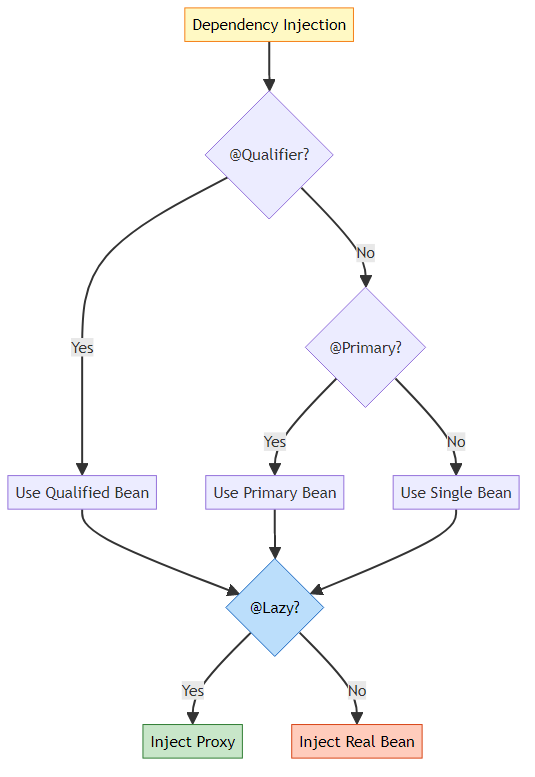 Dependency Injection
@Qualifier?
No
Yes
@Primary?
Yes
No
Use Qualified Bean
Use Primary Bean
Use Single Bean
@Lazy?
Yes
No
Inject Proxy
Inject Real Bean